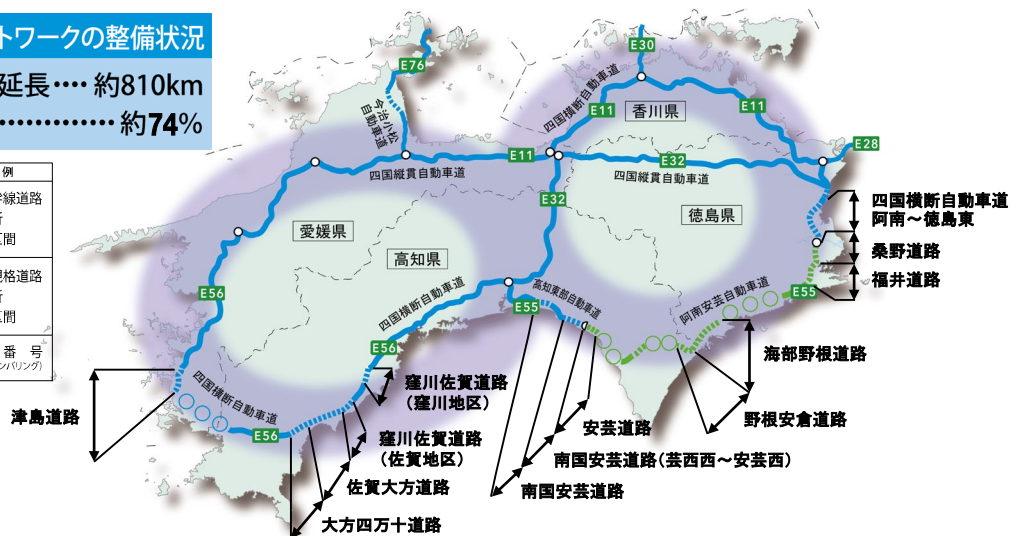 トワークの整備状況
延長‥‥ 約810km
‥‥‥‥‥‥‥ 約74%
例
線道路
区間
規格道路
区間
番 号
ンバリング)
E76
今治小松
自動車道
E30
四国横断自動車道
E11
香川県
E11
E28
E11
四国縦貫自動車道
E32
四国縦貫自動車道
E32
愛媛県
高知県
徳島県
四国横断自動車道
阿南～徳島東
桑野道路
福井道路
E55
阿南安芸自動車道
高知東部自動車道
E55
四国横断自動車道
E56
E56
四国横断自動車道
E56
津島道路
窪川佐賀道路
(窪川地区)
窪川佐賀道路
(佐賀地区)
佐賀大方道路
大方四万十道路
安芸道路
南国安芸道路(芸西西～安芸西)
南国安芸道路
海部野根道路
野根安倉道路